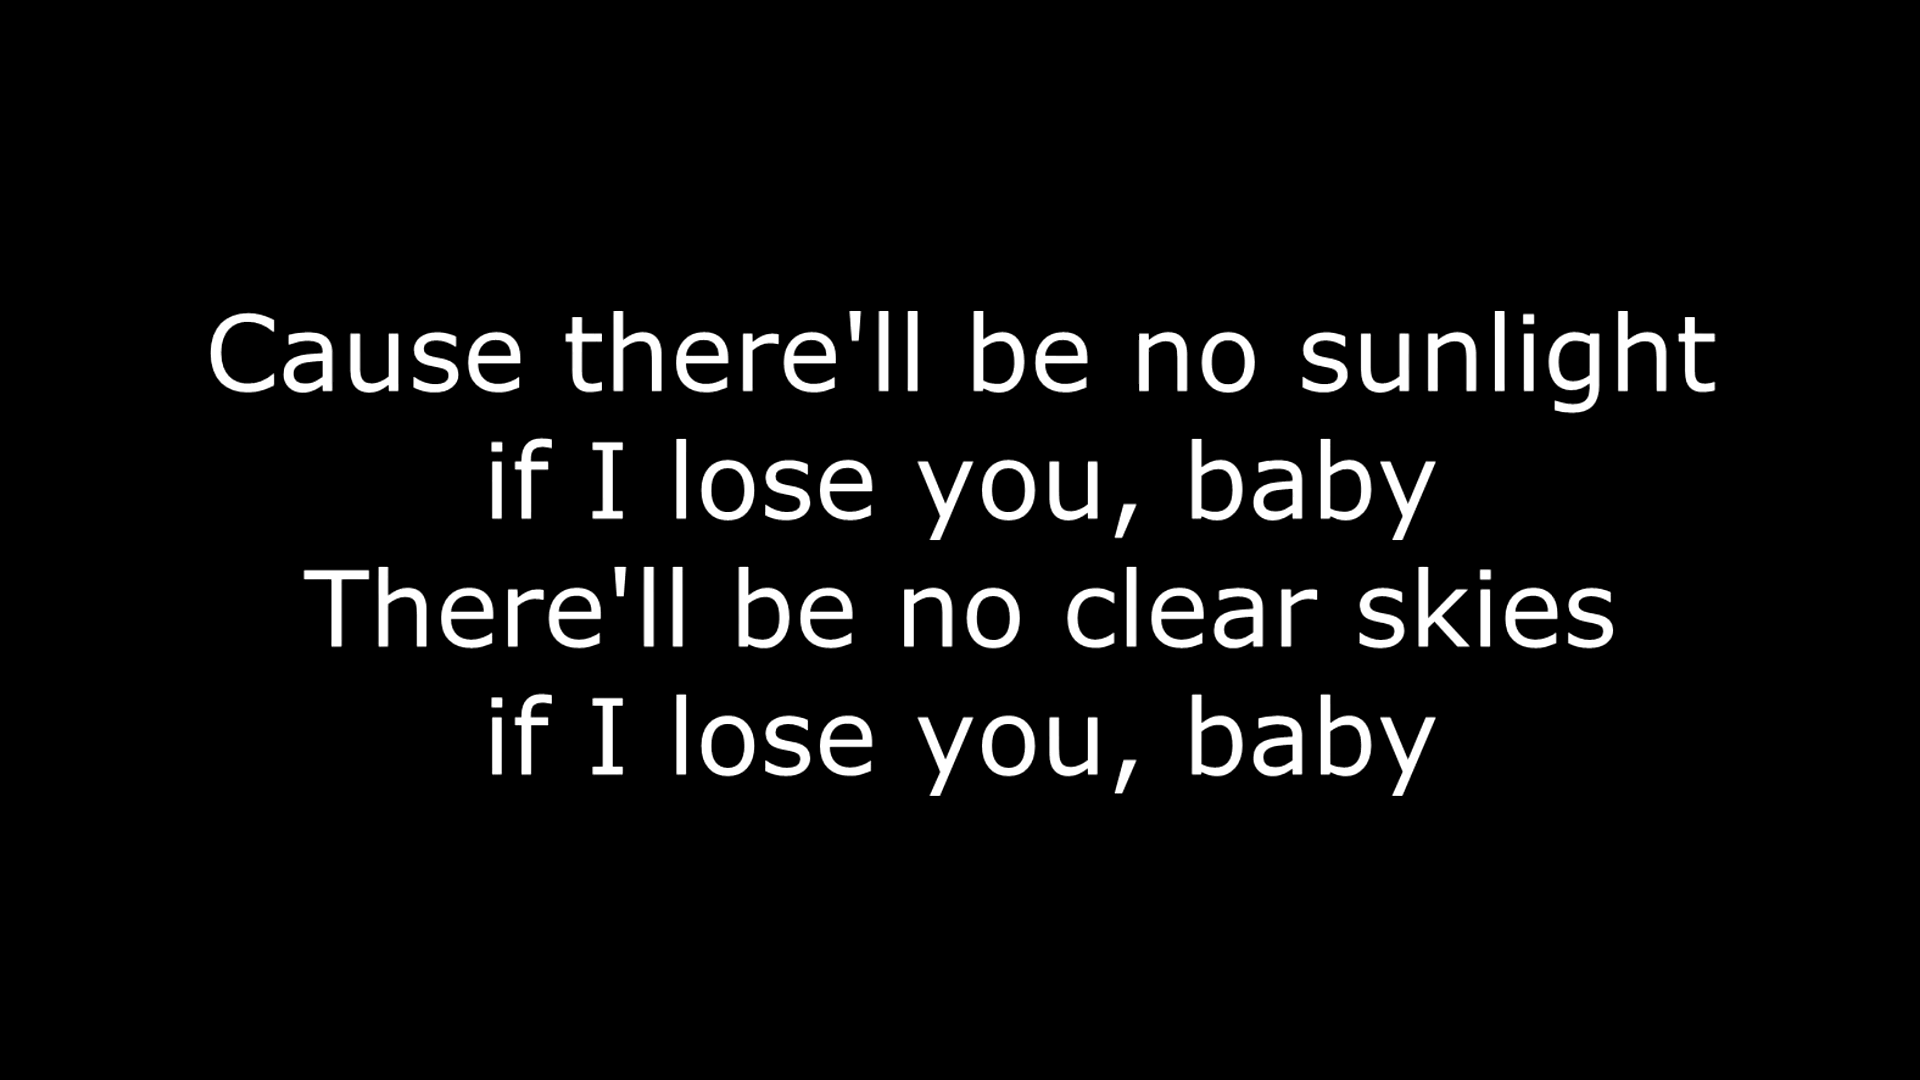 Cause there'll be no sunlight
if I lose you, baby
There'll be no clear skies
if I lose you, baby